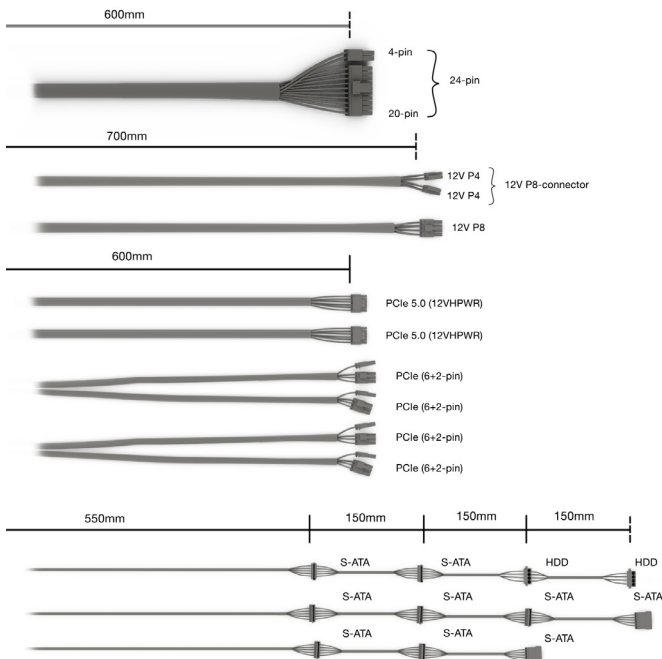 600mm
4-pin
24-pin
20-pin
700mm
12V P4
12V P4
12V P8-connector
12V P8
600mm
PCIe 5.0 (12VHPWR)
PCIe 5.0 (12VHPWR)
PCIe (6+2-pin)
PCIe (6+2-pin)
PCIe (6+2-pin)
PCIe (6+2-pin)
550mm 150mm 150mm 150mm
S-ATA S-ATA HDD HDD
S-ATA S-ATA S-ATA S-ATA
S-ATA S-ATA S-ATA